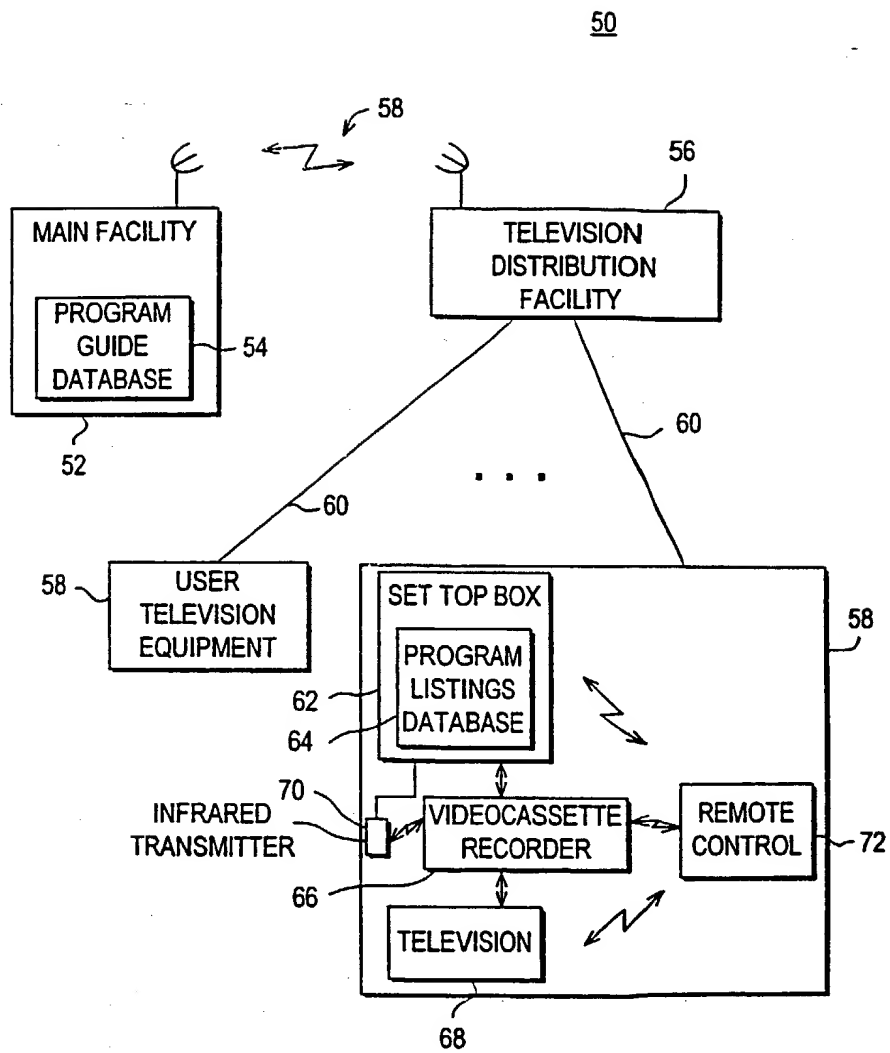 50
58
56
MAIN FACILITY
TELEVISION
DISTRIBUTION
FACILITY
PROGRAM
GUIDE
DATABASE
54
52
60
60
. . .
58
USER
TELEVISION
EQUIPMENT
SET TOP BOX
58
PROGRAM
LISTINGS
DATABASE
62
64
70
INFRARED
TRANSMITTER
VIDEOCASSETTE
RECORDER
REMOTE
CONTROL
72
66
TELEVISION
68